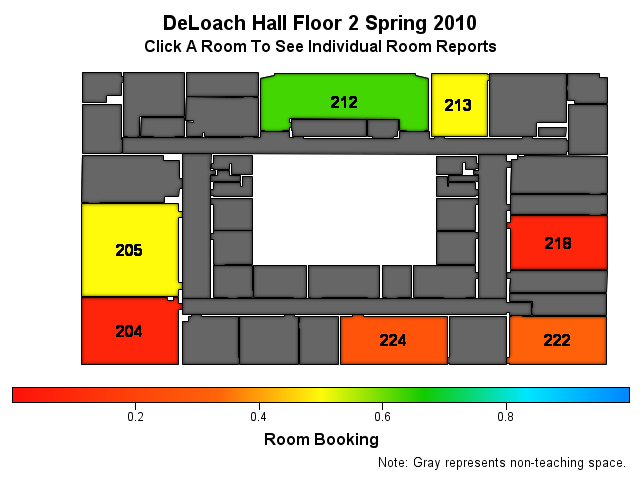 DeLoach Hall Floor 2 Spring 2010
Click A Room To See Individual Room Reports
212
213
205
218
204
224
222
0.2 0.4 0.6 0.8
Room Booking
Note: Gray represents non-teaching space.